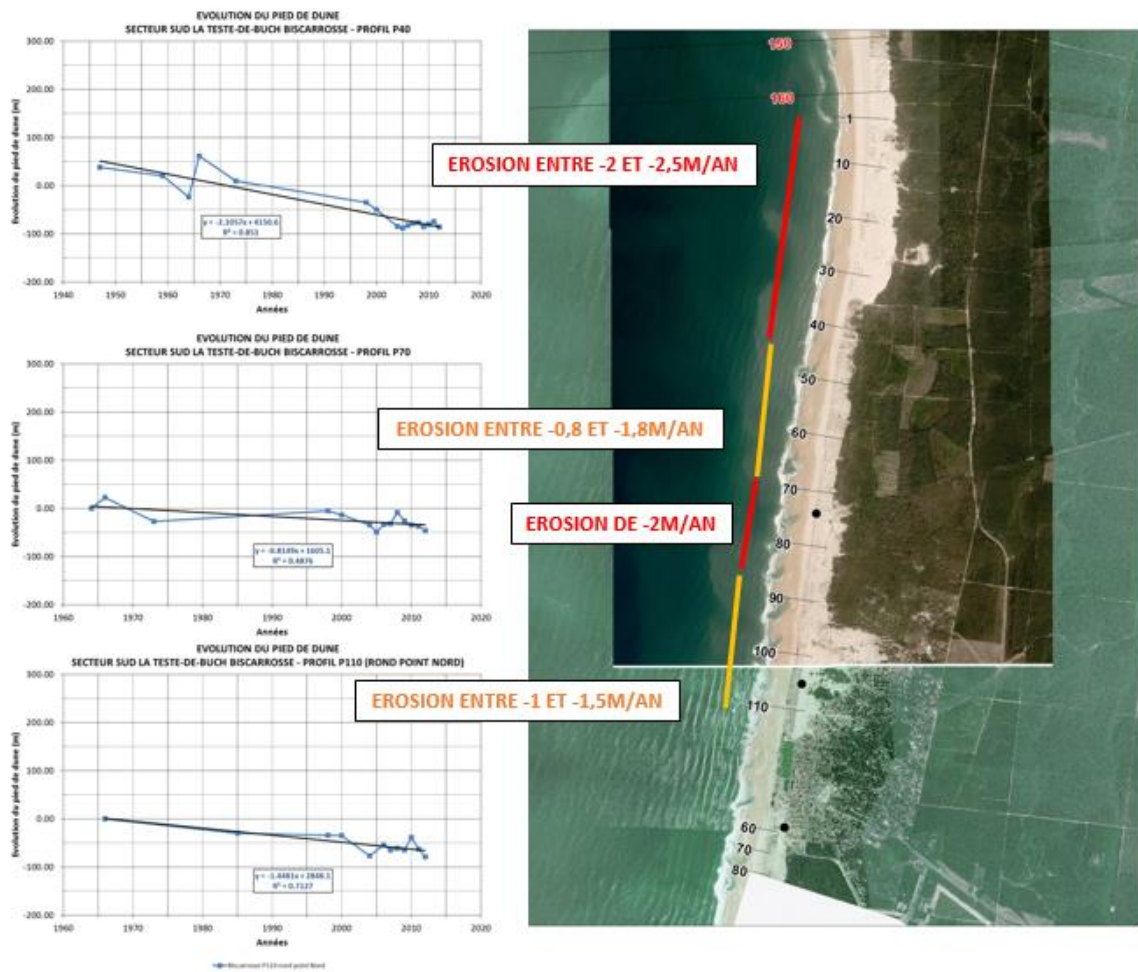 EVOLUTION DU PIED DE DUNE
SECTEUR SUD LA TESTE-DE-BUCH BISCARROSSE - PROFIL P40
Evolution du pied de dune (m)
300.00
200.00
100.00
0.00
-100.00
-200.00
y = -2.1057x + 4150.6
R² = 0.851
1940 1950 1960 1970 1980 1990 2000 2010 2020
Années
EVOLUTION DU PIED DE DUNE
SECTEUR SUD LA TESTE-DE-BUCH BISCARROSSE - PROFIL P70
Evolution du pied de dune (m)
300.00
200.00
100.00
0.00
-100.00
-200.00
y = -0.8149x + 1605.1
R² = 0.4876
1960 1970 1980 1990 2000 2010 2020
Années
EVOLUTION DU PIED DE DUNE
SECTEUR SUD LA TESTE-DE-BUCH BISCARROSSE - PROFIL P110 (ROND POINT NORD)
Evolution du pied de dune (m)
300.00
200.00
100.00
0.00
-100.00
-200.00
y = -1.4481x + 2848.1
R² = 0.7127
1960 1970 1980 1990 2000 2010 2020
Années
Biscarrosse P110 rond point Nord
EROSION ENTRE -2 ET -2,5M/AN
EROSION ENTRE -0,8 ET -1,8M/AN
EROSION DE -2M/AN
EROSION ENTRE -1 ET -1,5M/AN
150
160
1
10
20
30
40
50
60
70
80
90
100
110
60
70
80